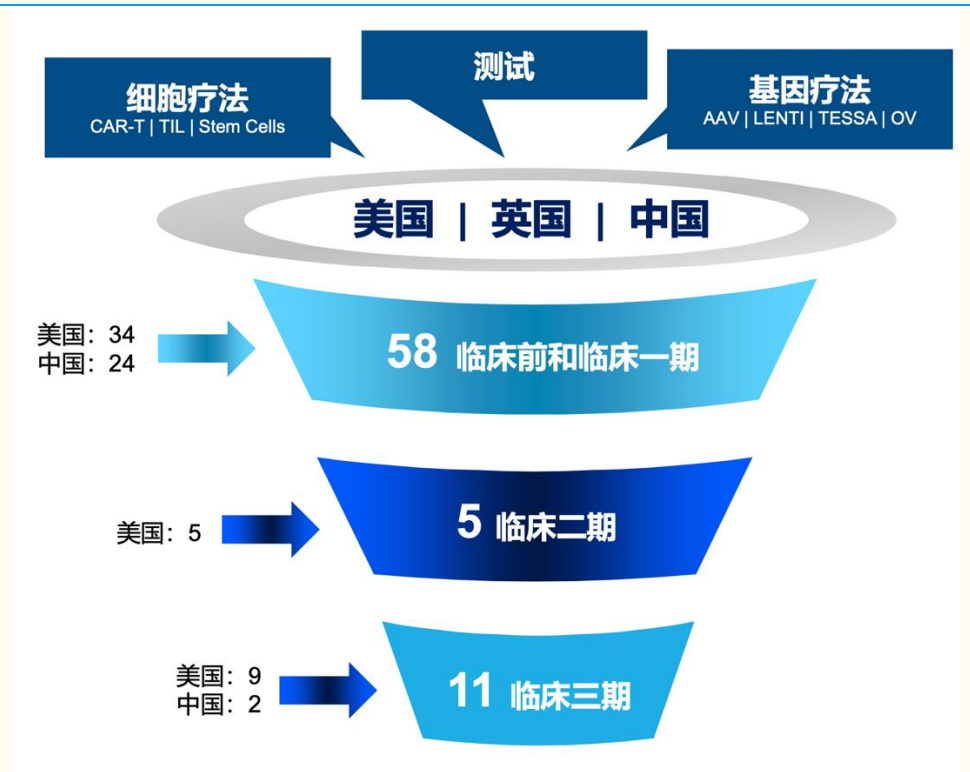 测试
细胞疗法
CAR-T | TIL | Stem Cells
基因疗法
AAV | LENTI | TESSA | OV
美国 | 英国 | 中国
美国：34
中国：24
58 临床前和临床一期
美国：5
5 临床二期
美国：9
中国：2
11 临床三期